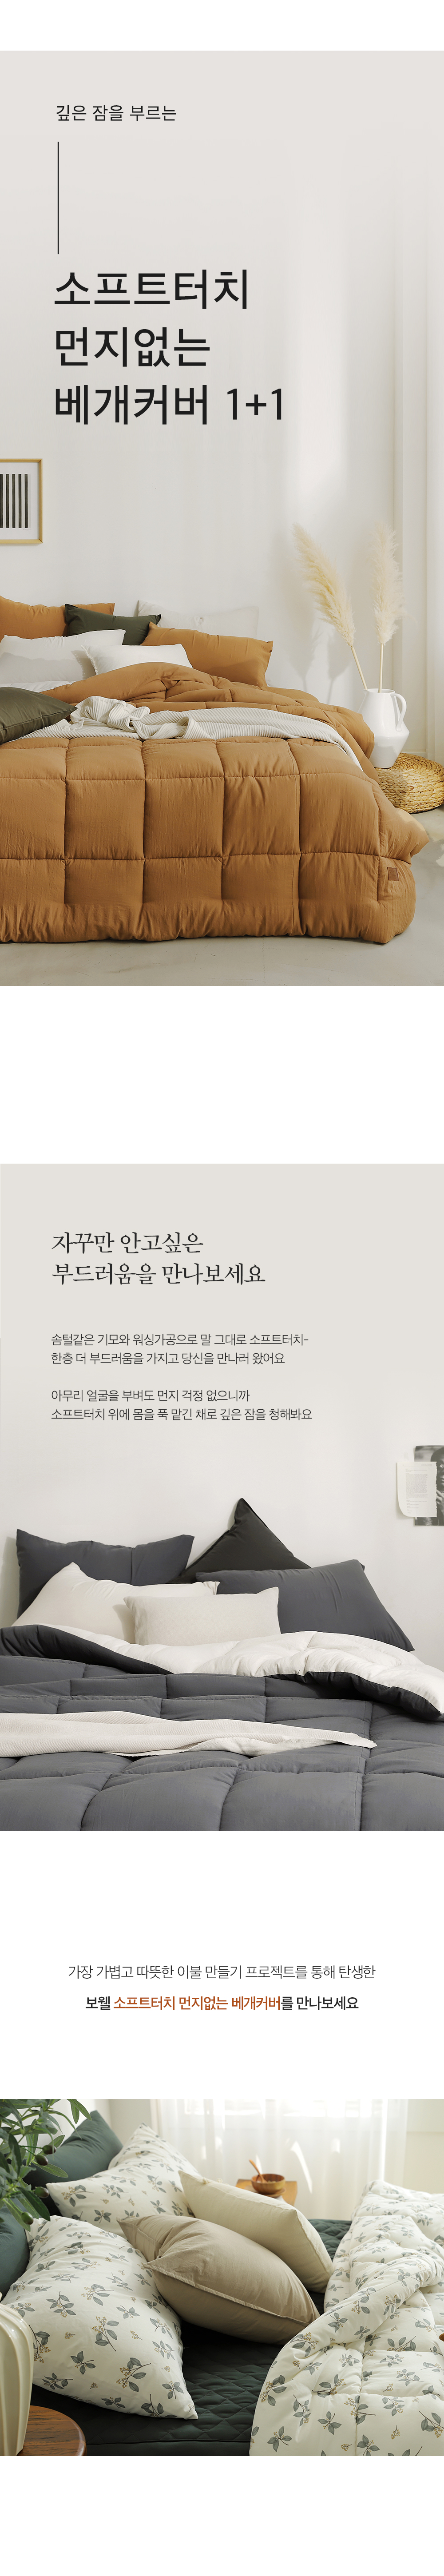 깊은 잠을 부르는
소프트터치
먼지없는
베개커버 1+1
자꾸만 안고싶은
부드러움을 만나보세요
솜털같은 기모와 워싱가공으로 말 그대로 소프트터치-
한층 더 부드러움을 가지고 당신을 만나러 왔어요
아무리 얼굴을 부벼도 먼지 걱정 없으니까
소프트터치 위에 몸을 푹 맡긴 채로 깊은 잠을 청해봐요
가장 가볍고 따뜻한 이불 만들기 프로젝트를 통해 탄생한
보웰 소프트터치 먼지없는 베개커버를 만나보세요